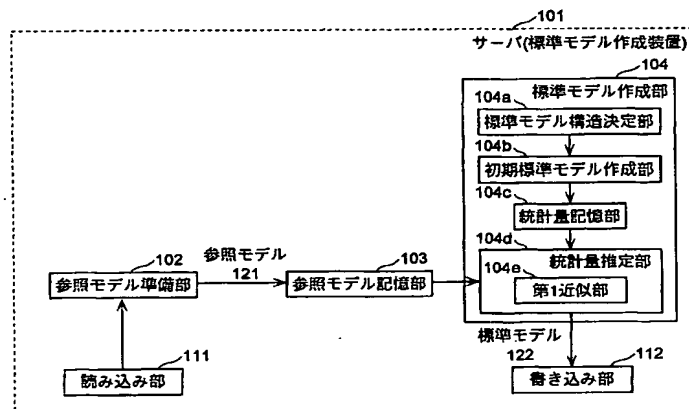 101
サーバ(標準モデル作成装置)
104
標準モデル作成部
104a
標準モデル構造決定部
104b
初期標準モデル作成部
104c
統計量記憶部
104d
統計量推定部
104e
第1近似部
102
参照モデル準備部
参照モデル
121
103
参照モデル記憶部
標準モデル
122
111
読み込み部
112
書き込み部